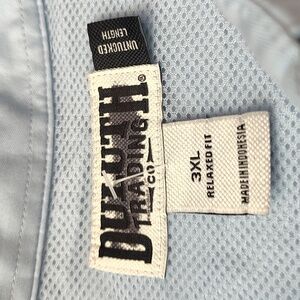 UNTUCKED
LENGTH
DULUTH
TRADING
CO
®
3XL
RELAXED FIT
MADE IN INDONESIA